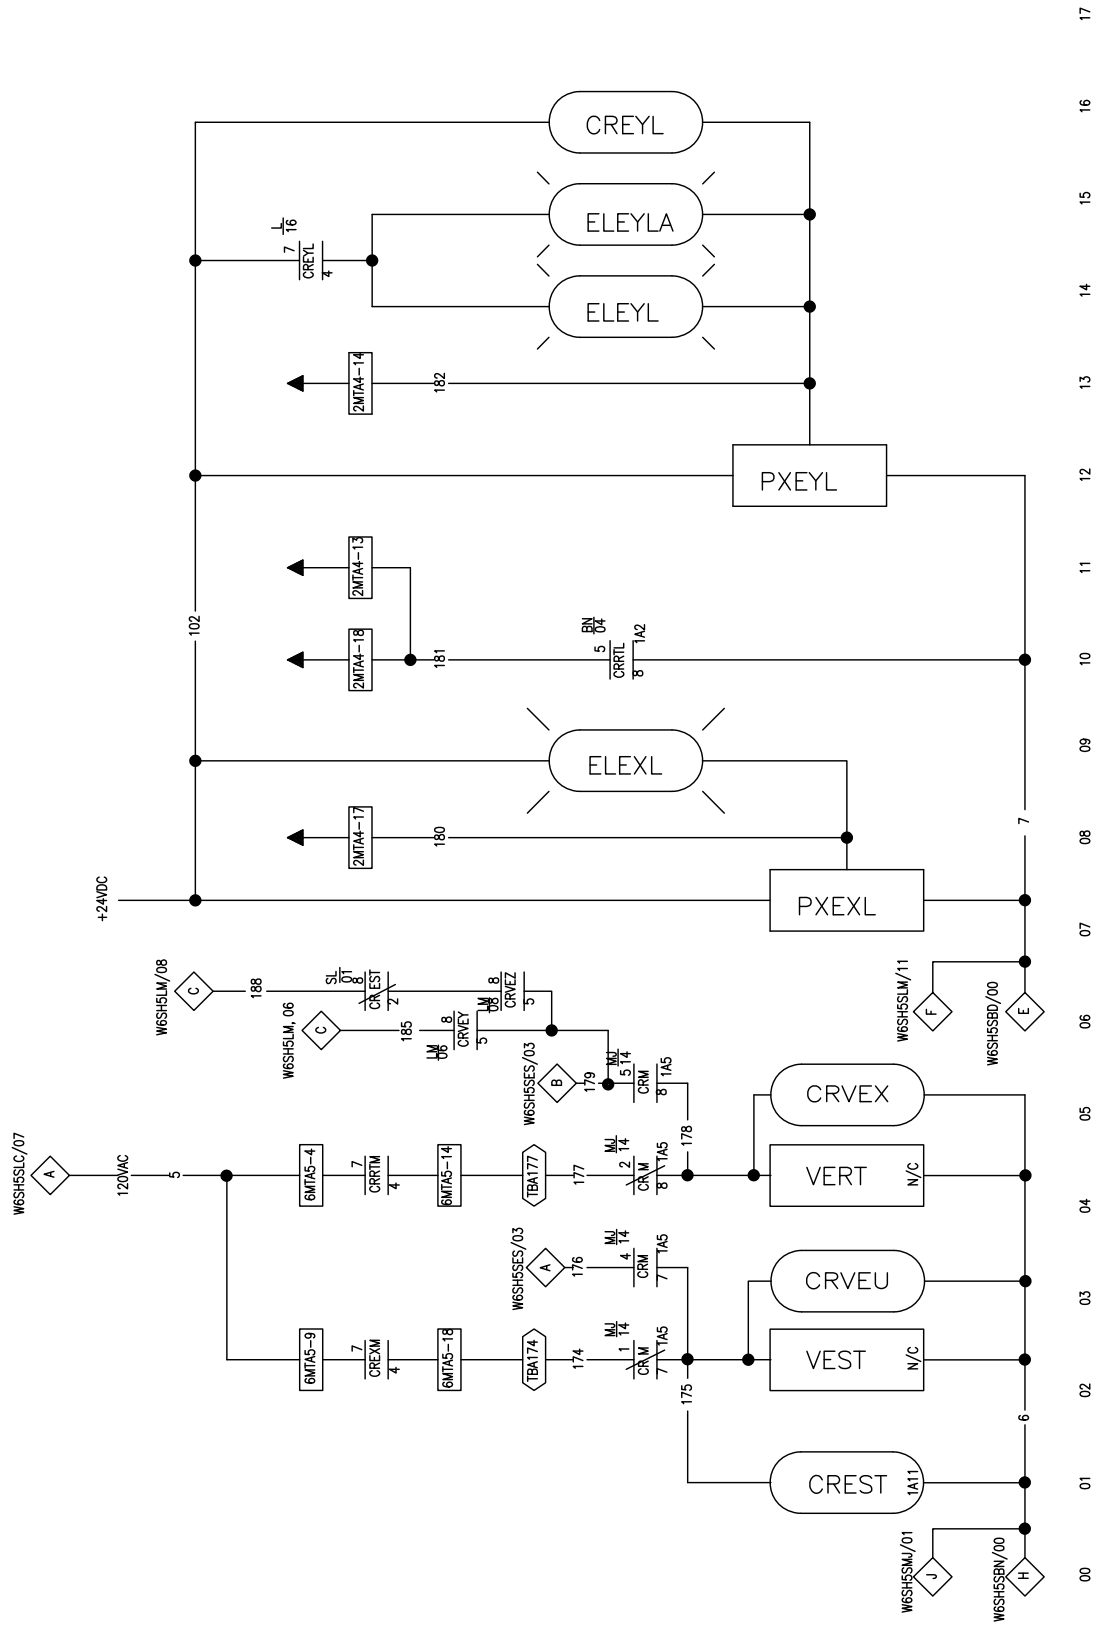 17
16
15
14
13
12
11
10
09
08
07
06
05
04
03
02
01
00
CREYL
ELEYLA
L
16
7
CREYL
4
ELEYL
2MTA4-14
182
PXEYL
2MTA4-13
102
2MTA4-18
181
BN
04
5
CRRTL
8
1A2
ELEXL
2MTA4-17
180
7
+24VDC
PXEXL
W6SH5LM/08
C
188
SL
01
8
CREST
2
LM
08
8
CRVEZ
5
W6SH5LM, 06
C
185
LM
06
8
CRVEY
5
W6SH5SLM/11
F
W6SH5SBD/00
E
W6SH5SES/03
B
179
MJ
14
5
CRM
8
1A5
178
CRVEX
W6SH5SLC/07
A
120VAC
5
6MTA5-4
7
CRRTM
4
6MTA5-14
TBA177
177
MJ
14
2
CRM
8
1A5
VERT
N/C
W6SH5SES/03
A
176
MJ
14
4
CRM
7
1A5
CRVEU
6MTA5-9
7
CREXM
4
6MTA5-18
TBA174
174
MJ
14
1
CRM
7
1A5
175
VEST
N/C
6
CREST
1A11
W6SH5SMJ/01
J
W6SH5SBN/00
H